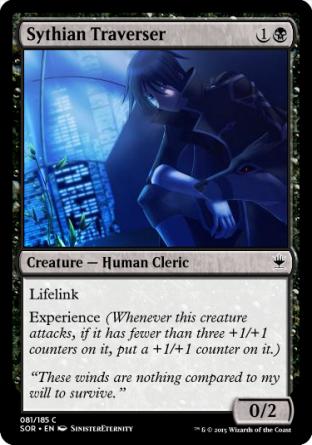 Sythian Traverser 1
Creature — Human Cleric
Lifelink
Experience (Whenever this creature
attacks, if it has fewer than three +1/+1
counters on it, put a +1/+1 counter on it.)
“These winds are nothing compared to my
will to survive.”
0/2
081/185 C
SOR • EN SinisterEternity
™ & © 2015 Wizards of the Coast